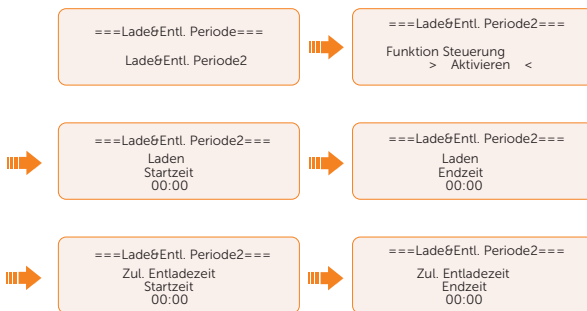 ===Lade&Entl. Periode===
Lade&Entl. Periode2
===Lade&Entl. Periode2===
Funktion Steuerung
> Aktivieren <
===Lade&Entl. Periode2===
Laden
Startzeit
00:00
===Lade&Entl. Periode2===
Laden
Endzeit
00:00
===Lade&Entl. Periode2===
Zul. Entladezeit
Startzeit
00:00
===Lade&Entl. Periode2===
Zul. Entladezeit
Endzeit
00:00